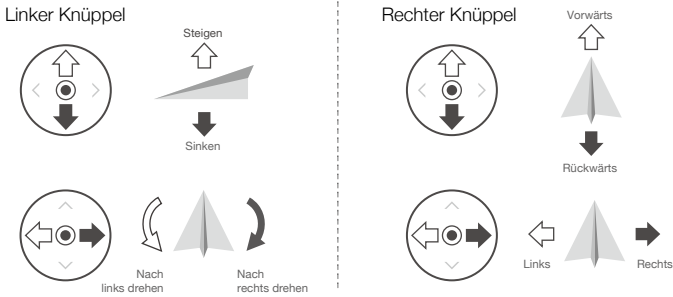 Linker Knüppel
Steigen
Sinken
Nach
links drehen
Nach
rechts drehen
Rechter Knüppel
Vorwärts
Rückwärts
Links
Rechts